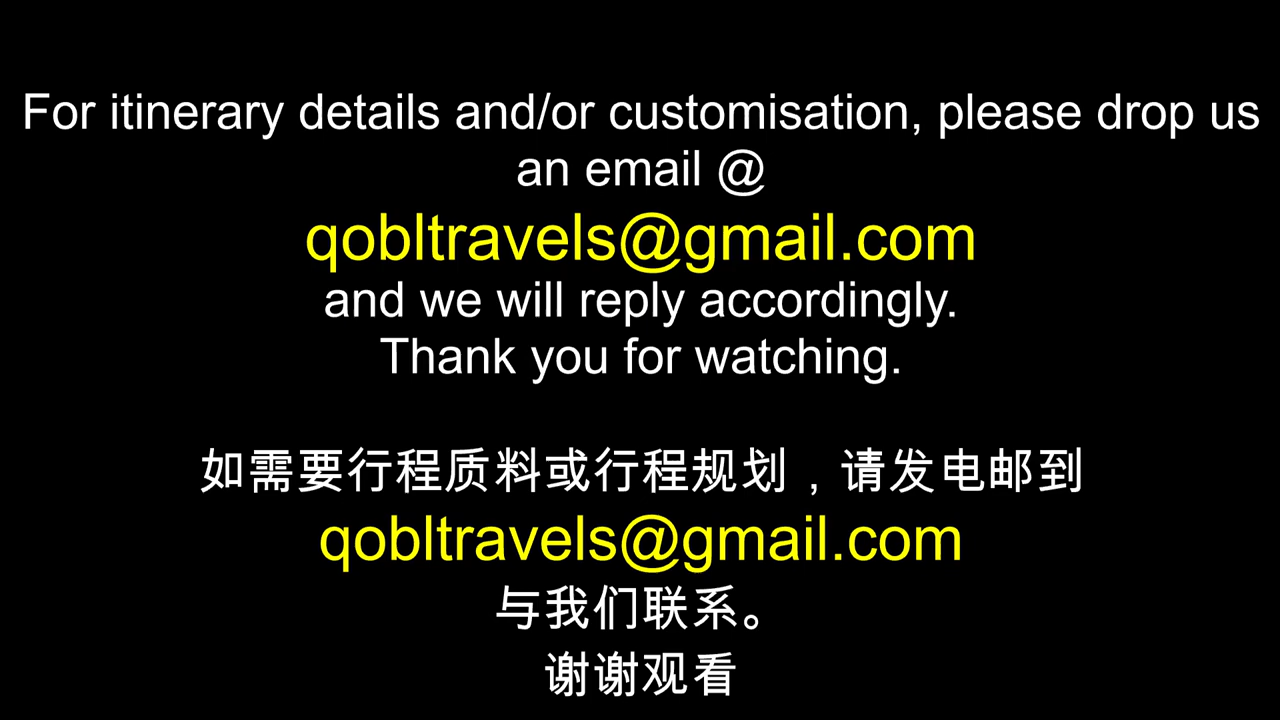 For itinerary details and/or customisation, please drop us
an email @
qobltravels@gmail.com
and we will reply accordingly.
Thank you for watching.
如需要行程质料或行程规划，请发电邮到
qobltravels@gmail.com
与我们联系。
谢谢观看